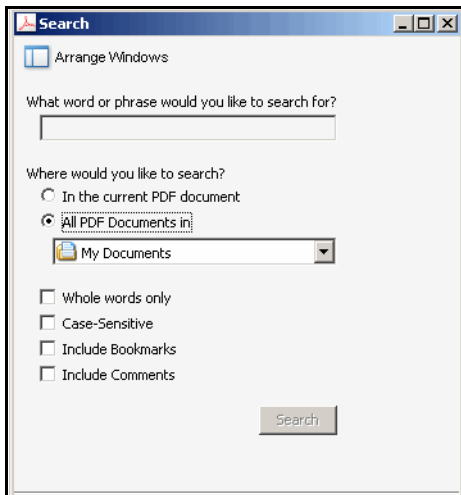 Search
Arrange Windows
What word or phrase would you like to search for?
Where would you like to search?
In the current PDF document
All PDF Documents in
My Documents
Whole words only
Case-Sensitive
Include Bookmarks
Include Comments
Search